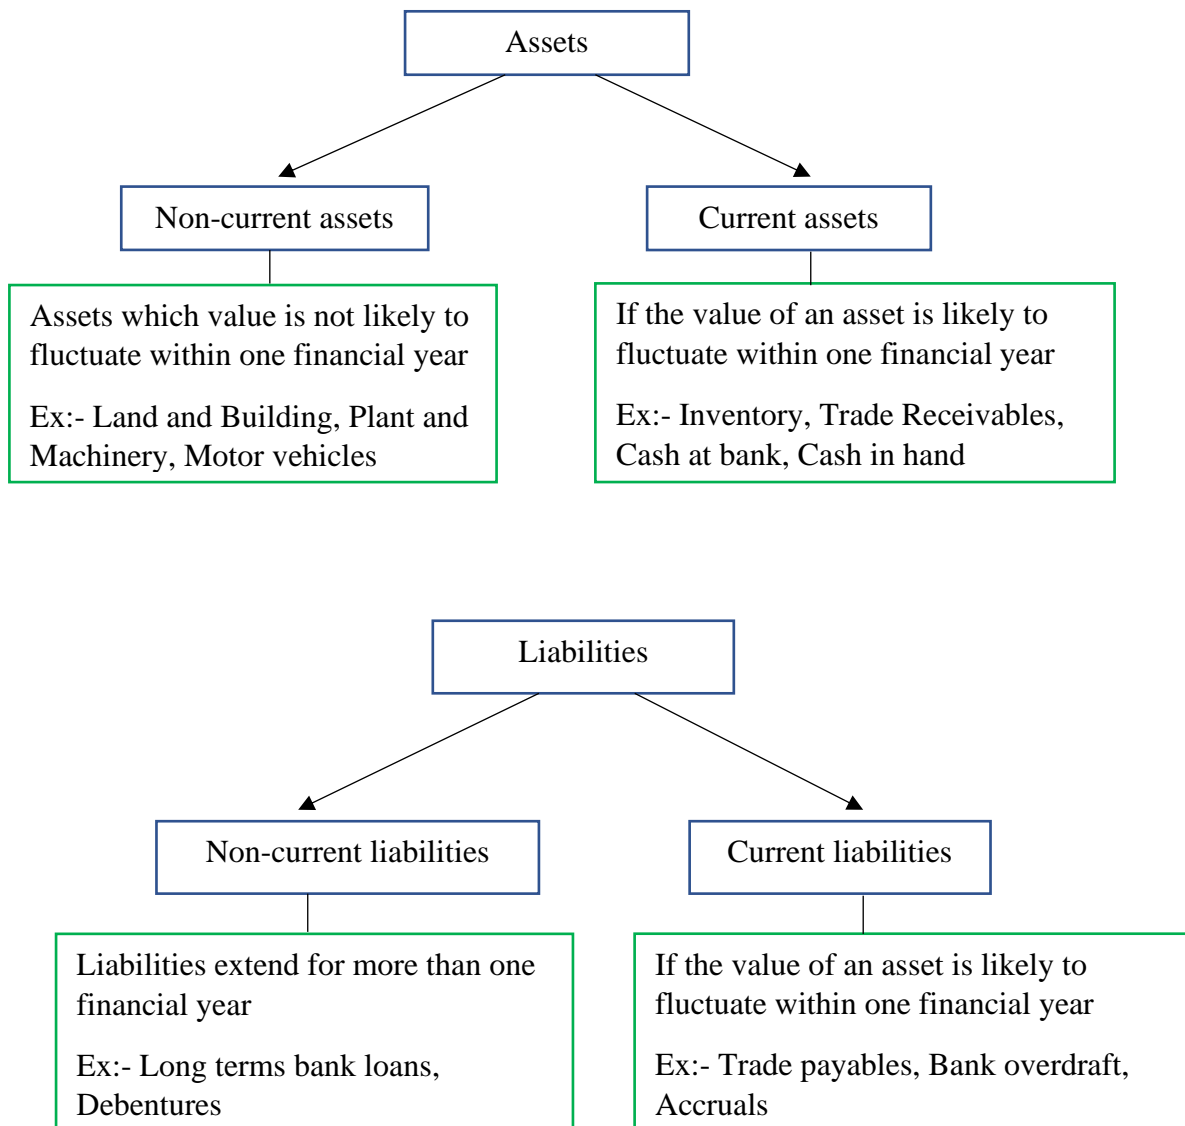 Assets
Non-current assets
Current assets
Assets which value is not likely to
fluctuate within one financial year
Ex:- Land and Building, Plant and
Machinery, Motor vehicles
If the value of an asset is likely to
fluctuate within one financial year
Ex:- Inventory, Trade Receivables,
Cash at bank, Cash in hand
Liabilities
Non-current liabilities
Current liabilities
Liabilities extend for more than one
financial year
Ex:- Long terms bank loans,
Debentures
If the value of an asset is likely to
fluctuate within one financial year
Ex:- Trade payables, Bank overdraft,
Accruals